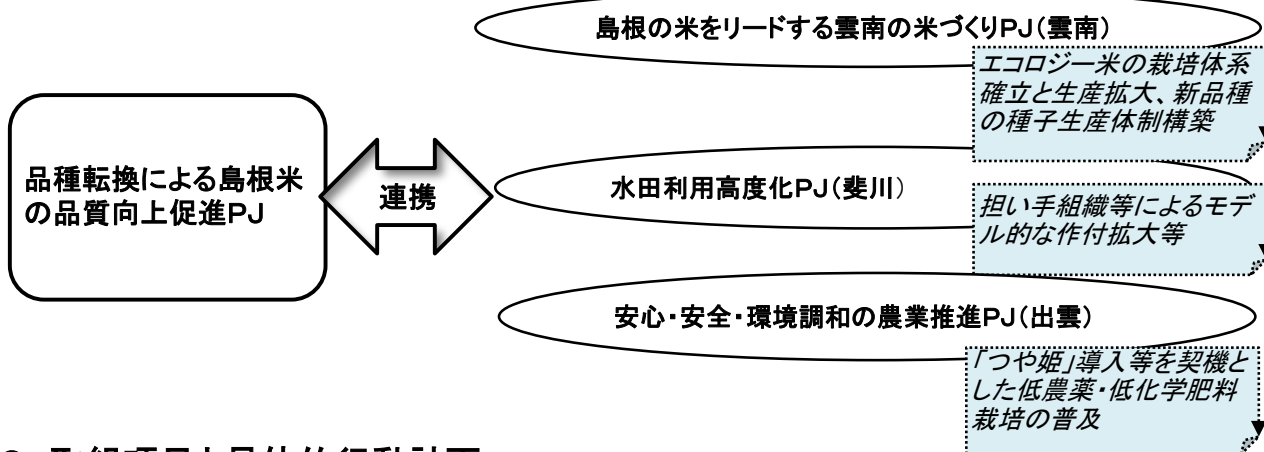 島根の米をリードする雲南の米づくりPJ(雲南)
エコロジー米の栽培体系
確立と生産拡大、新品種
の種子生産体制構築
品種転換による島根米
の品質向上促進PJ
連携
水田利用高度化PJ(斐川)
担い手組織等によるモデ
ル的な作付拡大等
安心・安全・環境調和の農業推進PJ(出雲)
「つや姫」導入等を契機と
した低農薬・低化学肥料
栽培の普及